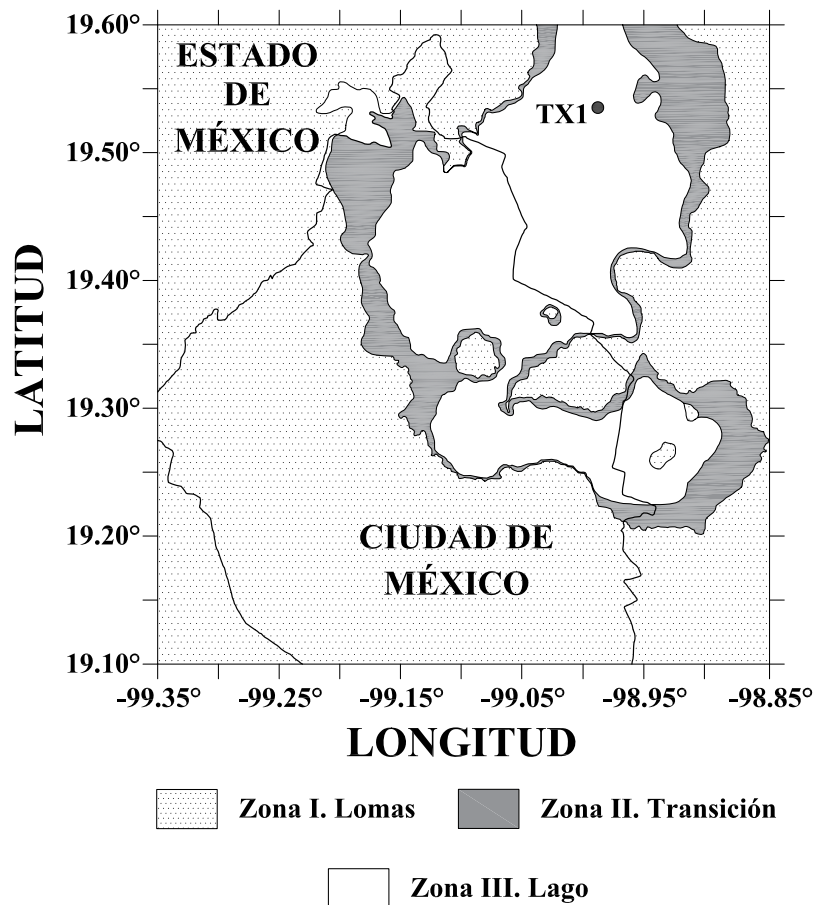 19.60°
19.50°
19.40°
19.30°
19.20°
19.10°
LATITUD
ESTADO
DE
MÉXICO
TX1
CIUDAD DE
MÉXICO
-99.35° -99.25° -99.15° -99.05° -98.95° -98.85°
LONGITUD
Zona I. Lomas Zona II. Transición
Zona III. Lago